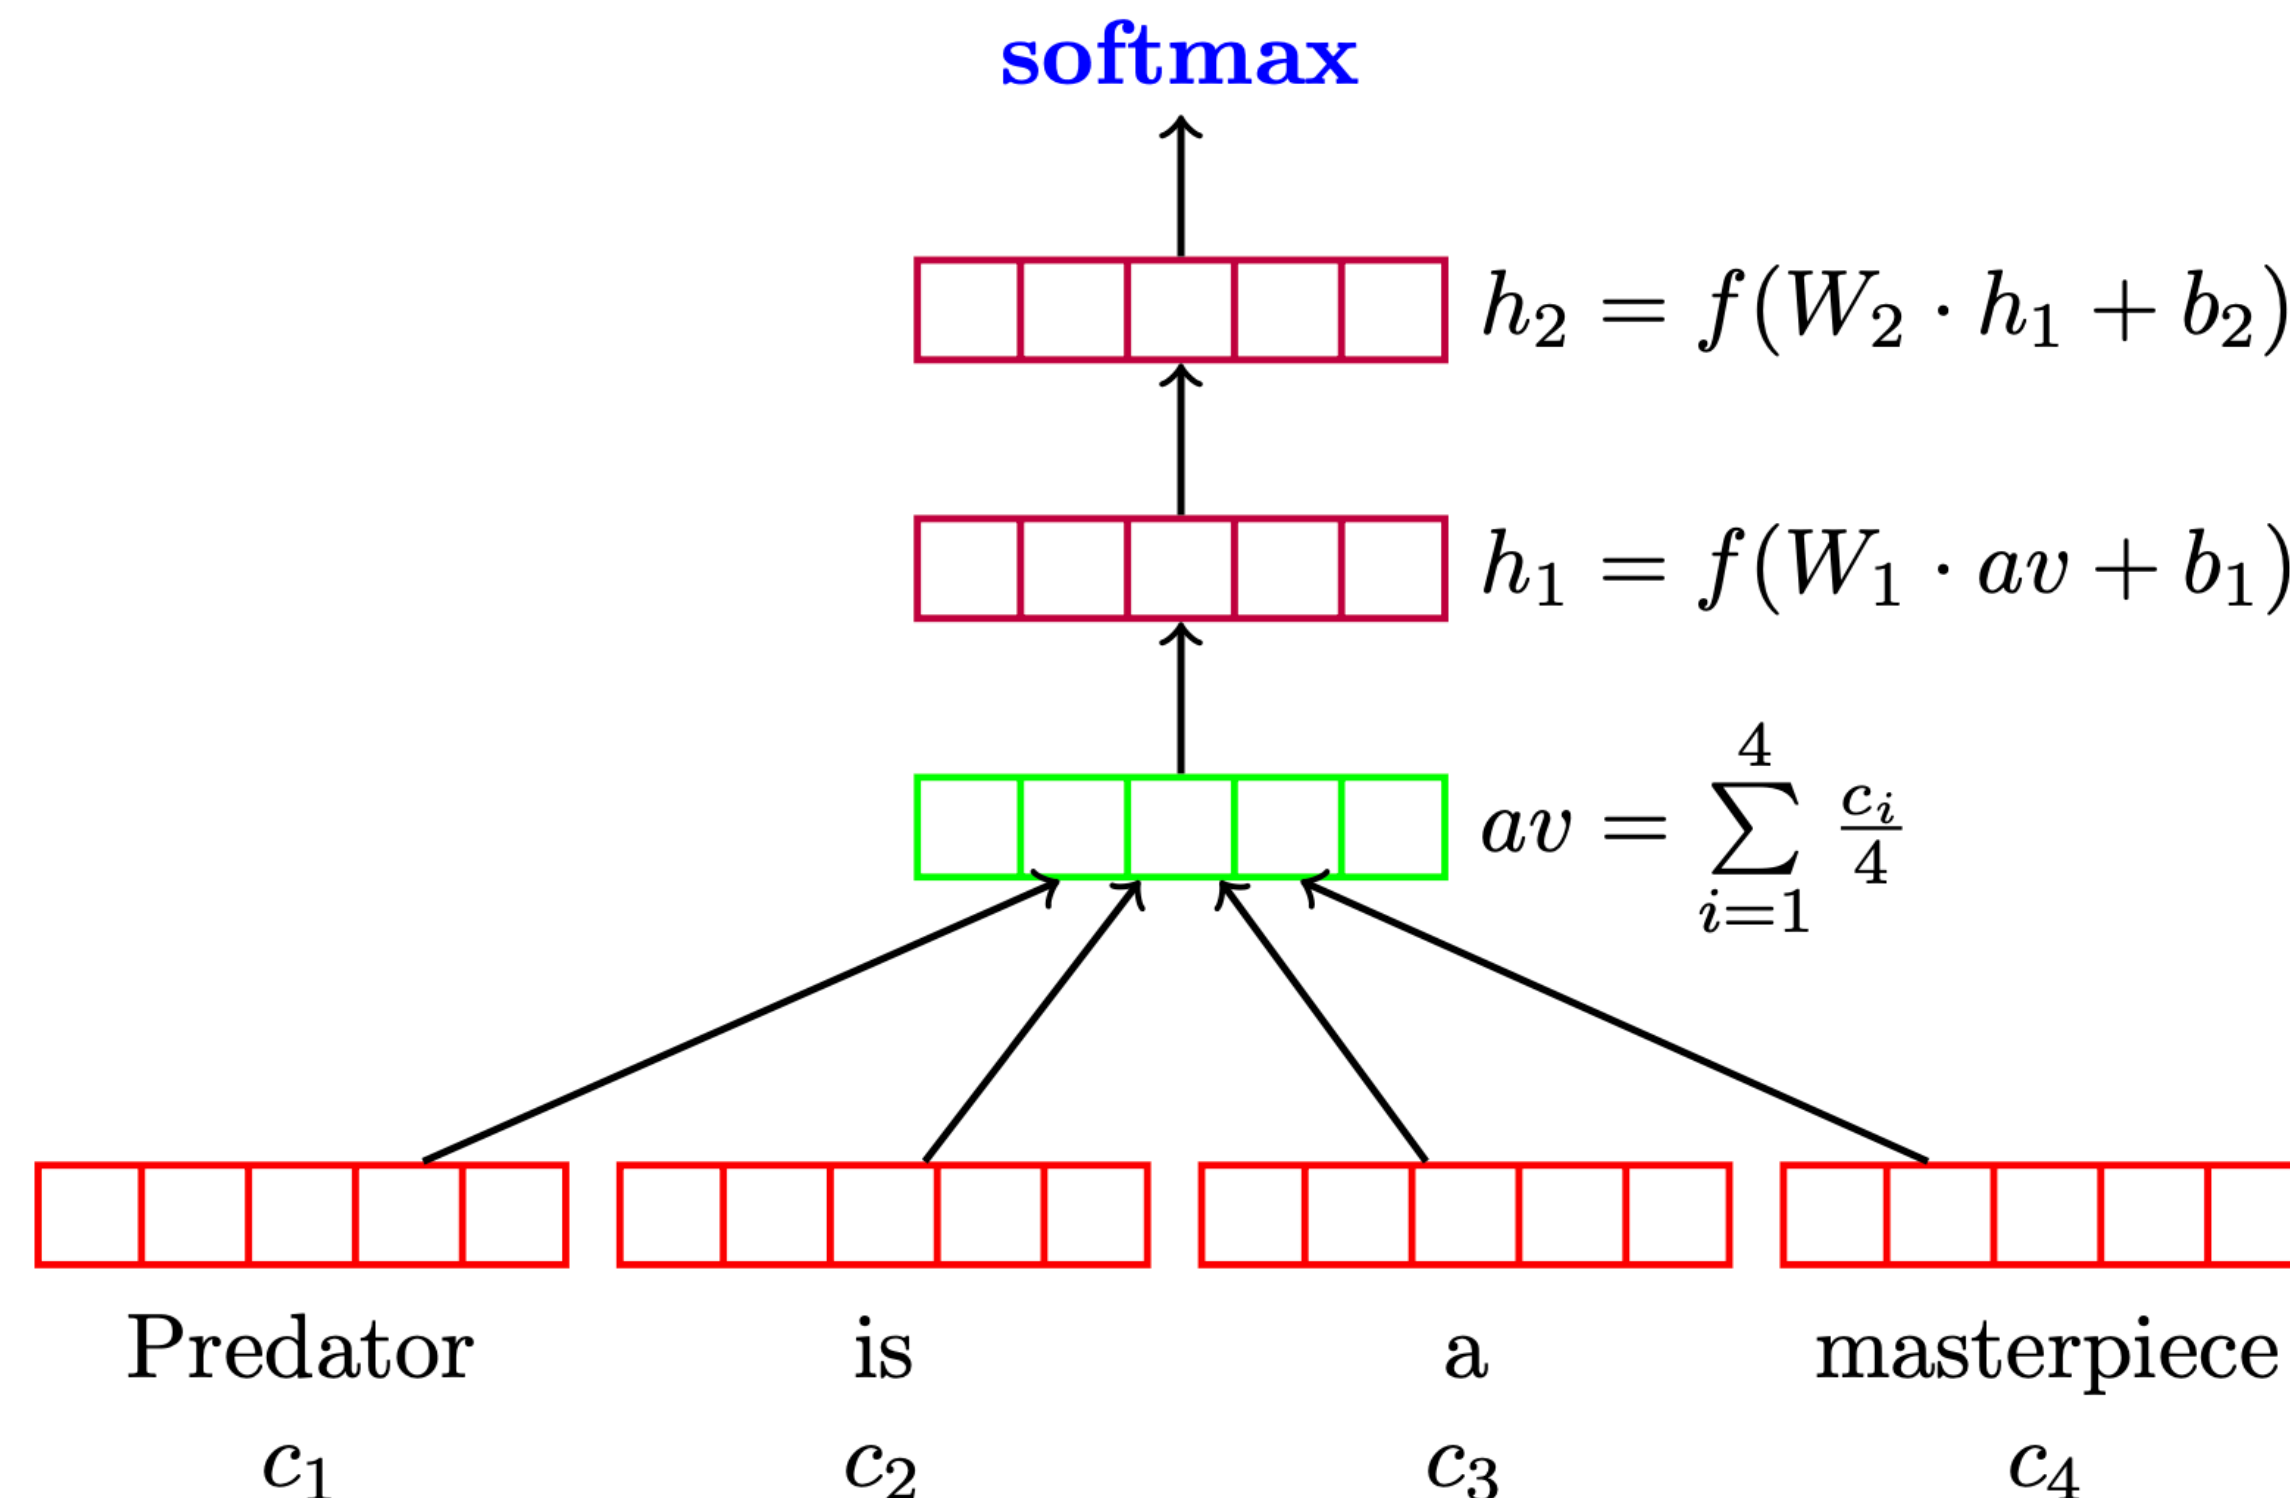 softmax
h₂ = f(W₂ · h₁ + b₂)
h₁ = f(W₁ · av + b₁)
av = ∑_{i=1}^{4} c_i/4
Predator is a masterpiece
c₁ c₂ c₃ c₄